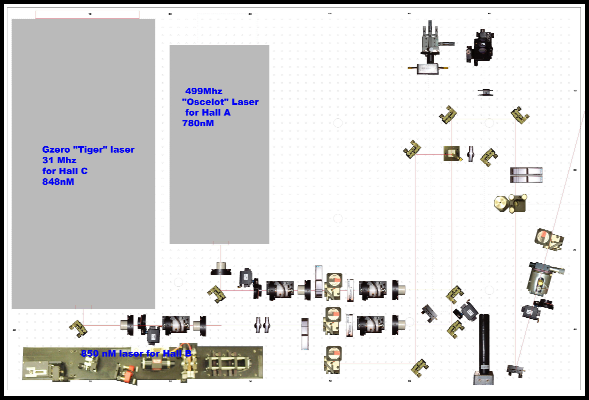 499Mhz
"Oscelot" Laser
for Hall A
780nM
Gzero "Tiger" laser
31 Mhz
for Hall C
848nM
850 nM laser for Hall B